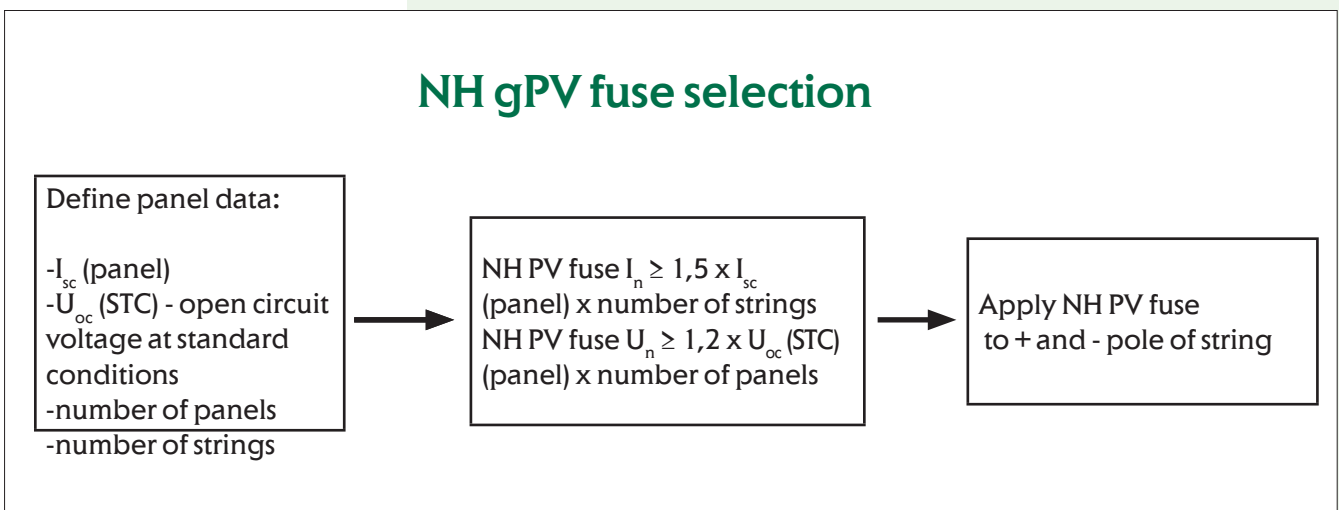 NH gPV fuse selection
Define panel data:
-Isc (panel)
-Uoc (STC) - open circuit
voltage at standard
conditions
-number of panels
-number of strings
NH PV fuse In ≥ 1,5 x Isc
(panel) x number of strings
NH PV fuse Un ≥ 1,2 x Uoc (STC)
(panel) x number of panels
Apply NH PV fuse
to + and - pole of string